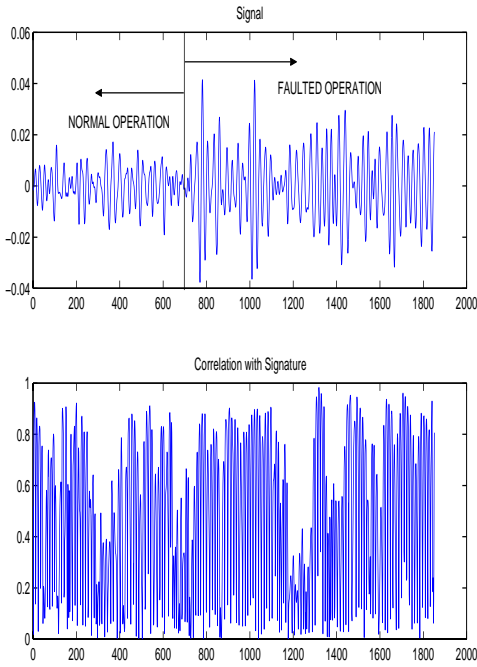 Signal
0.06
0.04
0.02
0
−0.02
−0.04
NORMAL OPERATION
FAULTED OPERATION
0 200 400 600 800 1000 1200 1400 1600 1800 2000
Correlation with Signature
1
0.8
0.6
0.4
0.2
0
0 200 400 600 800 1000 1200 1400 1600 1800 2000